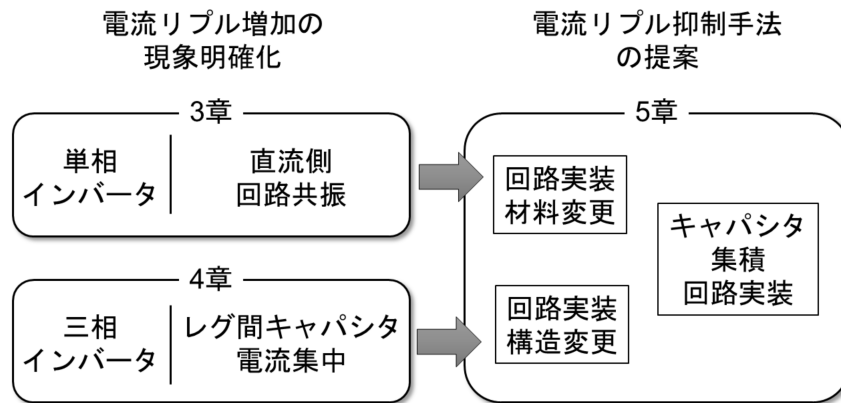 電流リプル増加の
現象明確化
3章
単相
インバータ
直流側
回路共振
4章
三相
インバータ
レグ間キャパシタ
電流集中
電流リプル抑制手法
の提案
5章
回路実装
材料変更
回路実装
構造変更
キャパシタ
集積
回路実装